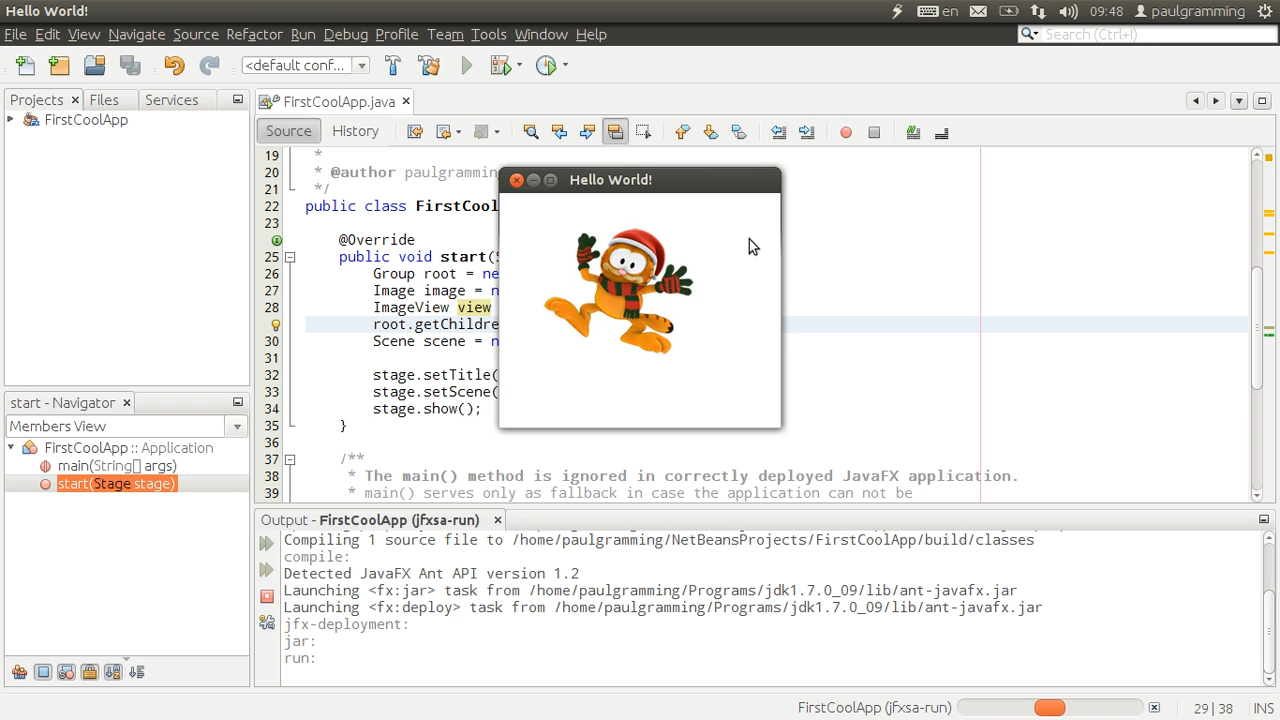 Hello World!
en
09:48
paulgramming
File Edit View Navigate Source Refactor Run Debug Profile Team Tools Window Help
Search (Ctrl+I)
<default conf...
Projects
Files
Services
FirstCoolApp
FirstCoolApp.java
Source
History
19 *
20 * @author paulgramming
21 */
22 public class FirstCool
23
@Override
25 public void start(S
26 Group root = ne
27 Image image = n
28 ImageView view
root.getChildre
30 Scene scene = n
31
32 stage.setTitle(
33 stage.setScene(
34 stage.show();
35 }
36
37 /**
38 * The main() method is ignored in correctly deployed JavaFX application.
39 * main() serves only as fallback in case the application can not be
Hello World!
start - Navigator
Members View
FirstCoolApp :: Application
main(String[] args)
start(Stage stage)
Output - FirstCoolApp (jfxsa-run)
Compiling 1 source file to /home/paulgramming/NetBeansProjects/FirstCoolApp/build/classes
compile:
Detected JavaFX Ant API version 1.2
Launching <fx:jar> task from /home/paulgramming/Programs/jdk1.7.0_09/lib/ant-javafx.jar
Launching <fx:deploy> task from /home/paulgramming/Programs/jdk1.7.0_09/lib/ant-javafx.jar
jfx-deployment:
jar:
run:
FirstCoolApp (jfxsa-run)
29 | 38
INS